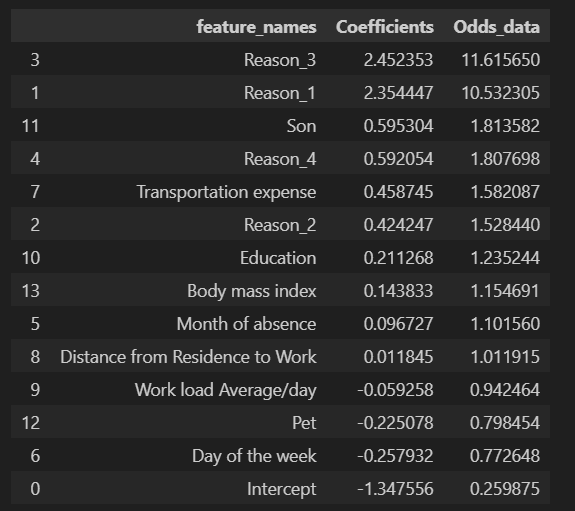 feature_names Coefficients Odds_data
3 Reason_3 2.452353 11.615650
1 Reason_1 2.354447 10.532305
11 Son 0.595304 1.813582
4 Reason_4 0.592054 1.807698
7 Transportation expense 0.458745 1.582087
2 Reason_2 0.424247 1.528440
10 Education 0.211268 1.235244
13 Body mass index 0.143833 1.154691
5 Month of absence 0.096727 1.101560
8 Distance from Residence to Work 0.011845 1.011915
9 Work load Average/day -0.059258 0.942464
12 Pet -0.225078 0.798454
6 Day of the week -0.257932 0.772648
0 Intercept -1.347556 0.259875